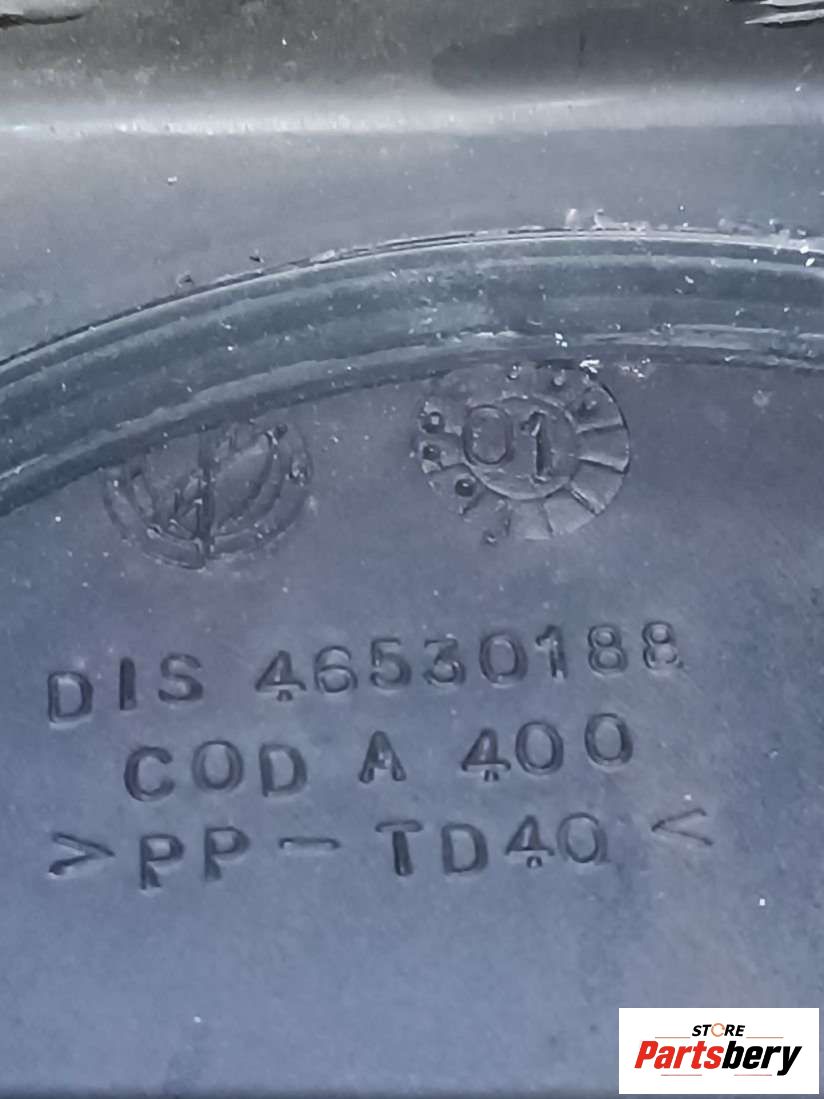 01
DIS 46530188
COD A 400
>PP-TD40<
STORE
Partsbery